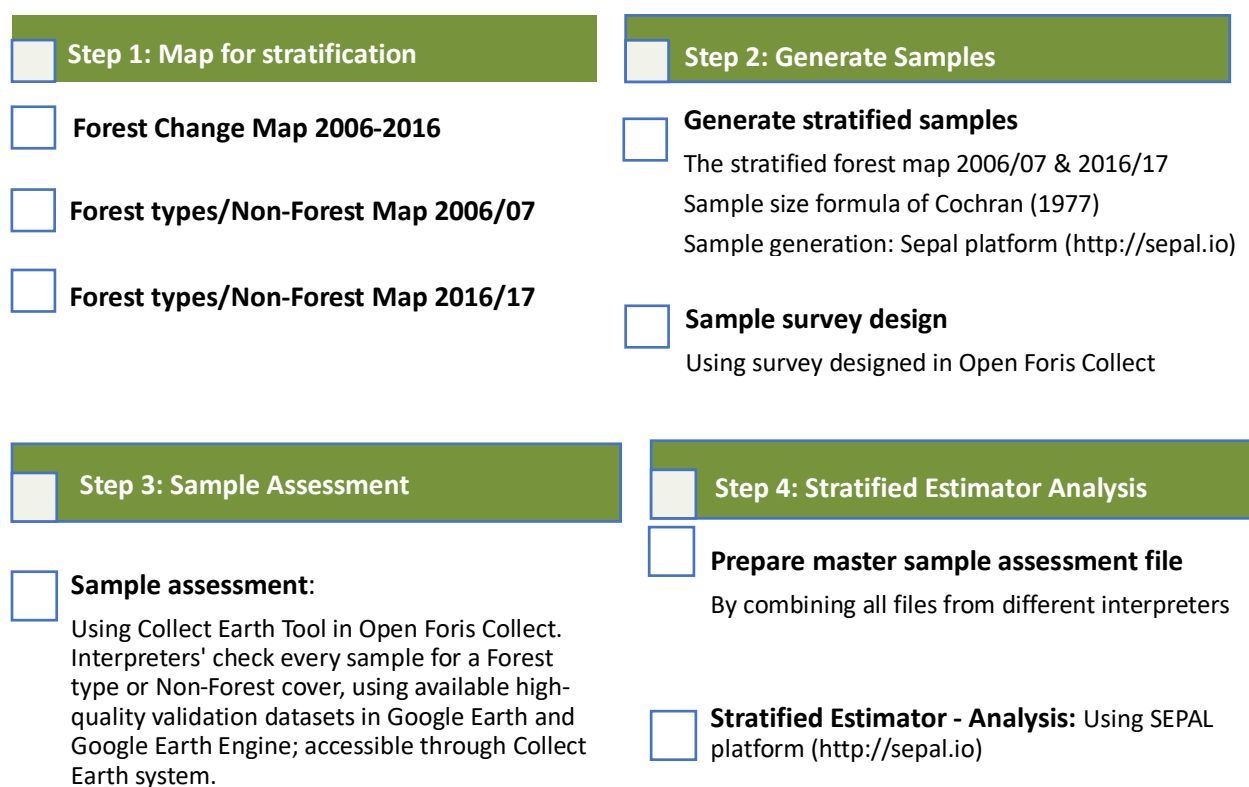 Step 1: Map for stratification
Forest Change Map 2006-2016
Forest types/Non-Forest Map 2006/07
Forest types/Non-Forest Map 2016/17
Step 2: Generate Samples
Generate stratified samples
The stratified forest map 2006/07 & 2016/17
Sample size formula of Cochran (1977)
Sample generation: Sepal platform (http://sepal.io)
Sample survey design
Using survey designed in Open Foris Collect
Step 3: Sample Assessment
Sample assessment:
Using Collect Earth Tool in Open Foris Collect.
Interpreters' check every sample for a Forest
type or Non-Forest cover, using available high-
quality validation datasets in Google Earth and
Google Earth Engine; accessible through Collect
Earth system.
Step 4: Stratified Estimator Analysis
Prepare master sample assessment file
By combining all files from different interpreters
Stratified Estimator - Analysis: Using SEPAL
platform (http://sepal.io)